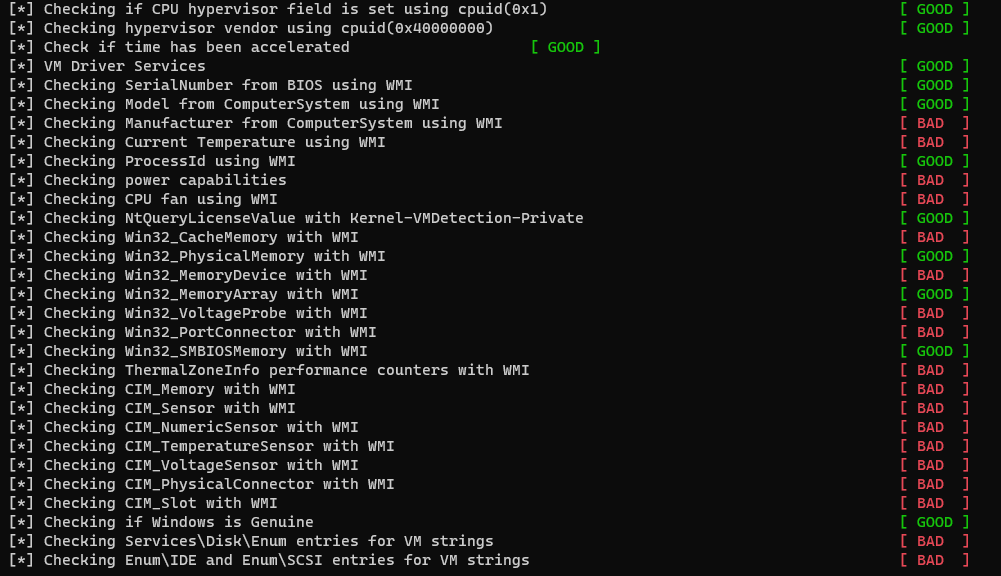 [*] Checking if CPU hypervisor field is set using cpuid(0x1) [ GOOD ]
[*] Checking hypervisor vendor using cpuid(0x40000000) [ GOOD ]
[*] Check if time has been accelerated [ GOOD ]
[*] VM Driver Services [ GOOD ]
[*] Checking SerialNumber from BIOS using WMI [ GOOD ]
[*] Checking Model from ComputerSystem using WMI [ GOOD ]
[*] Checking Manufacturer from ComputerSystem using WMI [ BAD ]
[*] Checking Current Temperature using WMI [ BAD ]
[*] Checking ProcessId using WMI [ GOOD ]
[*] Checking power capabilities [ BAD ]
[*] Checking CPU fan using WMI [ BAD ]
[*] Checking NtQueryLicenseValue with Kernel-VMDetection-Private [ GOOD ]
[*] Checking Win32_CacheMemory with WMI [ BAD ]
[*] Checking Win32_PhysicalMemory with WMI [ GOOD ]
[*] Checking Win32_MemoryDevice with WMI [ BAD ]
[*] Checking Win32_MemoryArray with WMI [ GOOD ]
[*] Checking Win32_VoltageProbe with WMI [ BAD ]
[*] Checking Win32_PortConnector with WMI [ BAD ]
[*] Checking Win32_SMBIOSMemory with WMI [ GOOD ]
[*] Checking ThermalZoneInfo performance counters with WMI [ BAD ]
[*] Checking CIM_Memory with WMI [ BAD ]
[*] Checking CIM_Sensor with WMI [ BAD ]
[*] Checking CIM_NumericSensor with WMI [ BAD ]
[*] Checking CIM_TemperatureSensor with WMI [ BAD ]
[*] Checking CIM_VoltageSensor with WMI [ BAD ]
[*] Checking CIM_PhysicalConnector with WMI [ BAD ]
[*] Checking CIM_Slot with WMI [ BAD ]
[*] Checking if Windows is Genuine [ GOOD ]
[*] Checking Services\Disk\Enum entries for VM strings [ BAD ]
[*] Checking Enum\IDE and Enum\SCSI entries for VM strings [ BAD ]